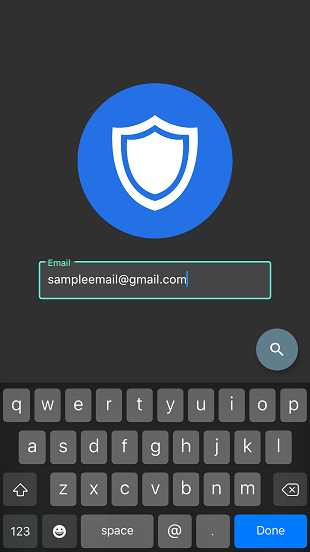 Email
sampleemail@gmail.com
q w e r t y u i o p
a s d f g h j k l
z x c v b n m
123 space @ . Done